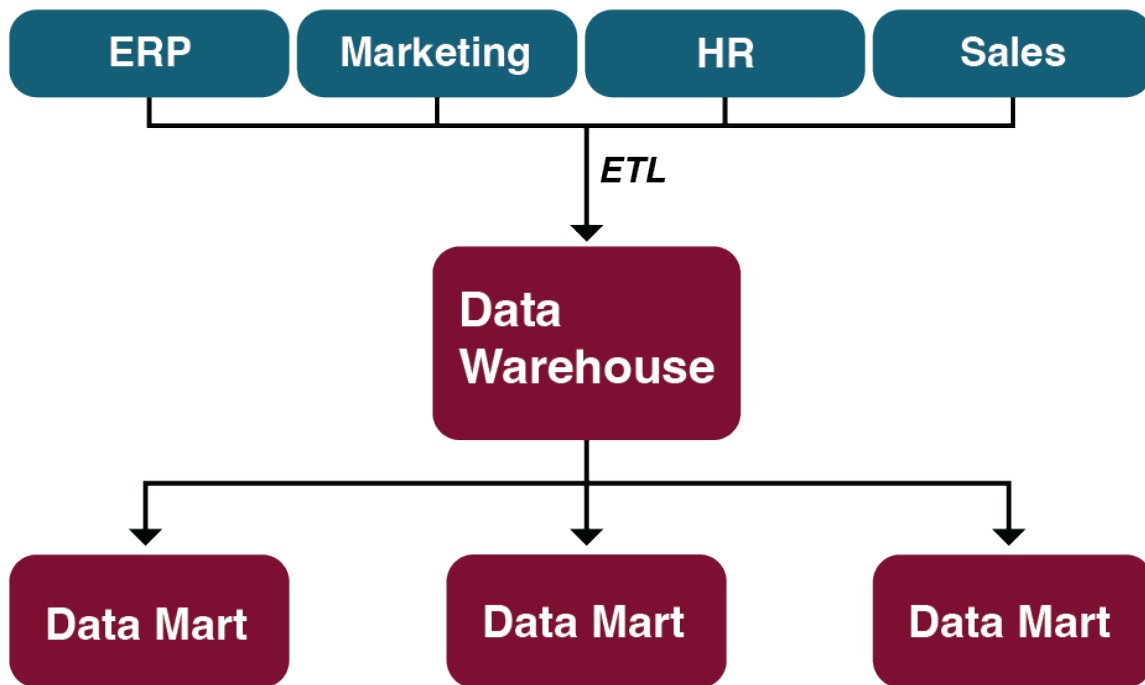 ERP
Marketing
HR
Sales
ETL
Data
Warehouse
Data Mart
Data Mart
Data Mart